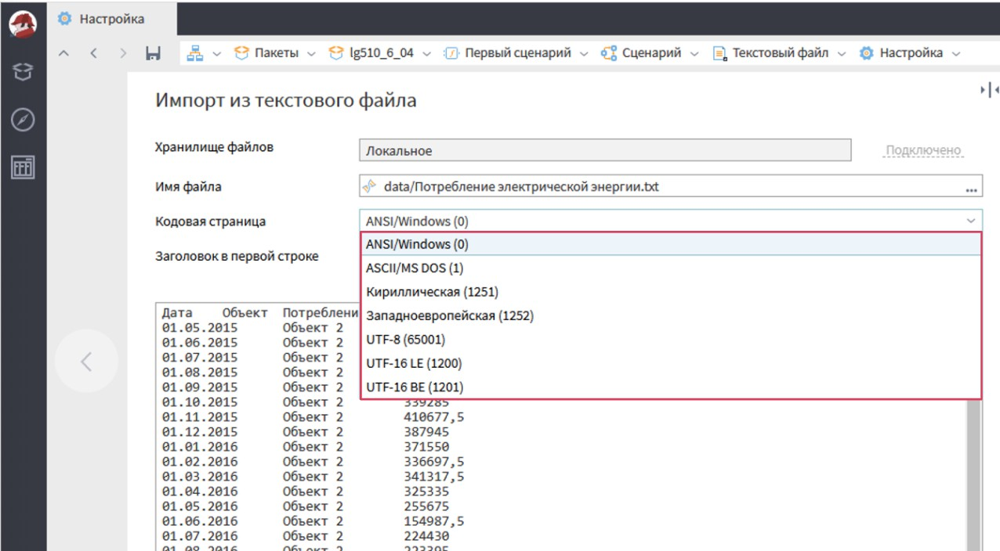 Настройка
Пакеты lg510_6_04 Первый сценарий Сценарий Текстовый файл Настройка
Импорт из текстового файла
Хранилище файлов Локальное Подключено
Имя файла data/Потребление электрической энергии.txt ...
Кодовая страница ANSI/Windows (0)
ANSI/Windows (0)
Заголовок в первой строке
ASCII/MS DOS (1)
Кириллическая (1251)
Западноевропейская (1252)
UTF-8 (65001)
UTF-16 LE (1200)
UTF-16 BE (1201)
Дата Объект Потреблени
01.05.2015 Объект 2
01.06.2015 Объект 2
01.07.2015 Объект 2
01.08.2015 Объект 2
01.09.2015 Объект 2
01.10.2015 Объект 2 339285
01.11.2015 Объект 2 410677,5
01.12.2015 Объект 2 387945
01.01.2016 Объект 2 371550
01.02.2016 Объект 2 336697,5
01.03.2016 Объект 2 341317,5
01.04.2016 Объект 2 325335
01.05.2016 Объект 2 255675
01.06.2016 Объект 2 154987,5
01.07.2016 Объект 2 224430
01.08.2016 Объект 2 223395